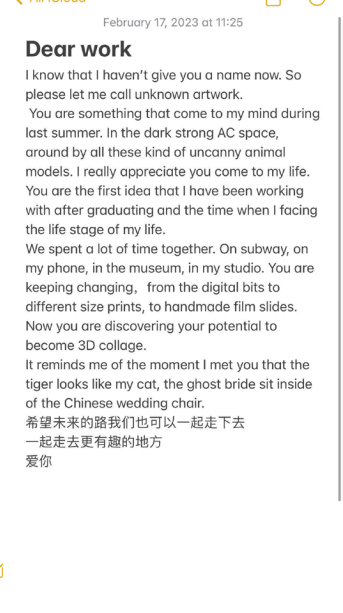 All iCloud
February 17, 2023 at 11:25
Dear work
I know that I haven't give you a name now. So
please let me call unknown artwork.
You are something that come to my mind during
last summer. In the dark strong AC space,
around by all these kind of uncanny animal
models. I really appreciate you come to my life.
You are the first idea that I have been working
with after graduating and the time when I facing
the life stage of my life.
We spent a lot of time together. On subway, on
my phone, in the museum, in my studio. You are
keeping changing，from the digital bits to
different size prints, to handmade film slides.
Now you are discovering your potential to
become 3D collage.
It reminds me of the moment I met you that the
tiger looks like my cat, the ghost bride sit inside
of the Chinese wedding chair.
希望未来的路我们也可以一起走下去
一起走去更有趣的地方
爱你